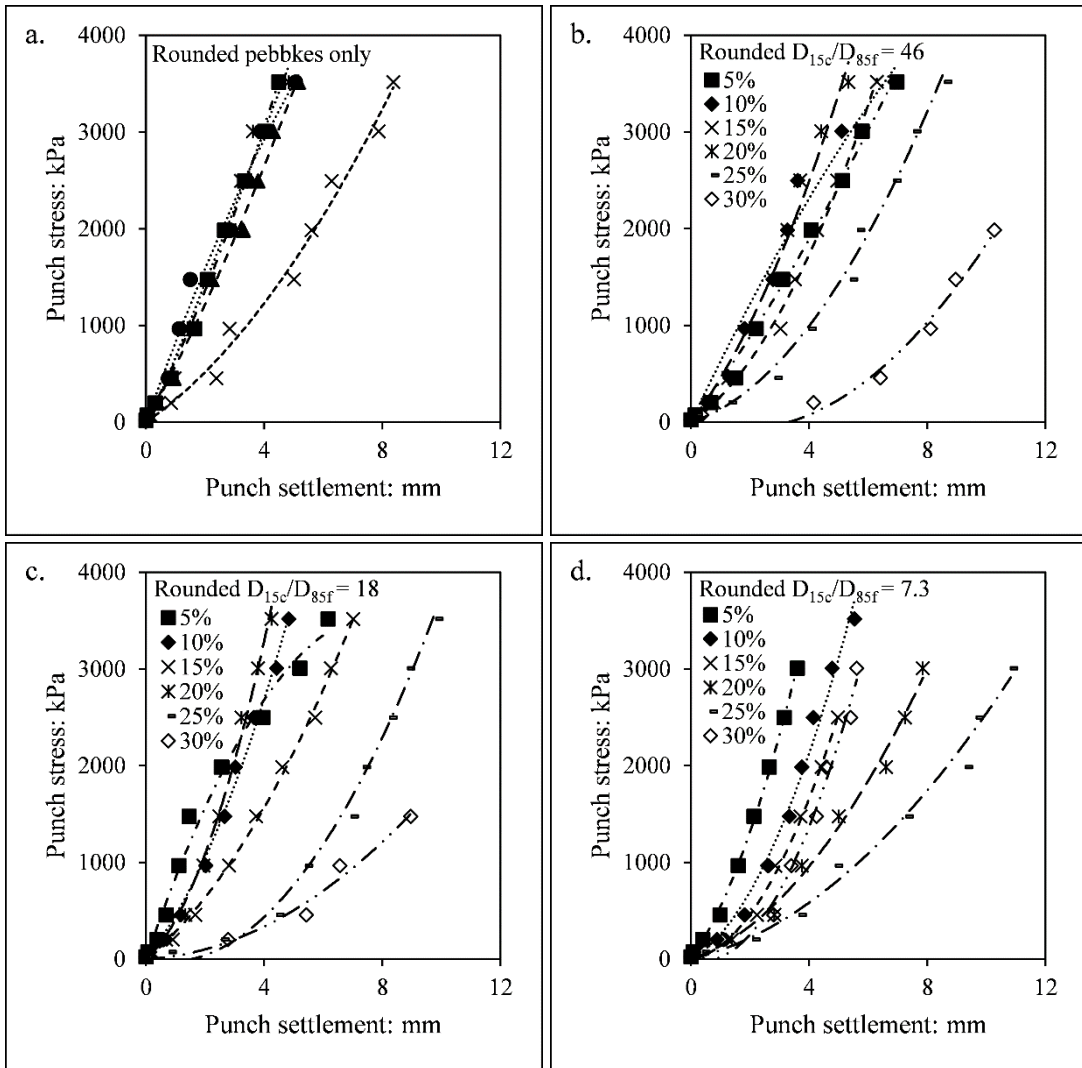 a.
Rounded pebbkes only
4000
3000
2000
1000
0
0 4 8 12
Punch stress: kPa
Punch settlement: mm
b.
Rounded D15c/D85f = 46
5%
10%
15%
20%
25%
30%
4000
3000
2000
1000
0
0 4 8 12
Punch stress: kPa
Punch settlement: mm
c.
Rounded D15c/D85f = 18
5%
10%
15%
20%
25%
30%
4000
3000
2000
1000
0
0 4 8 12
Punch stress: kPa
Punch settlement: mm
d.
Rounded D15c/D85f = 7.3
5%
10%
15%
20%
25%
30%
4000
3000
2000
1000
0
0 4 8 12
Punch stress: kPa
Punch settlement: mm